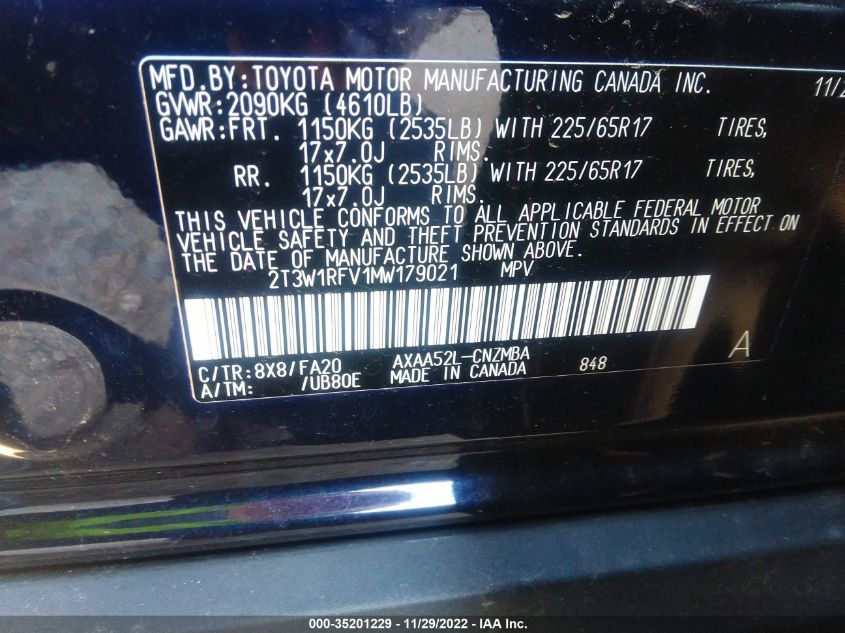 MFD.BY:TOYOTA MOTOR MANUFACTURING CANADA INC. 11/2
GVWR:2090KG (4610LB)
GAWR:FRT. 1150KG (2535LB) WITH 225/65R17 TIRES,
17x7.0J RIMS.
RR. 1150KG (2535LB) WITH 225/65R17 TIRES,
17x7.0J RIMS.
THIS VEHICLE CONFORMS TO ALL APPLICABLE FEDERAL MOTOR
VEHICLE SAFETY AND THEFT PREVENTION STANDARDS IN EFFECT ON
THE DATE OF MANUFACTURE SHOWN ABOVE.
2T3W1RFV1MW179021 MPV
C/TR:8X8/FA20 AXAA52L-CNZMBA 848 A
A/TM: /UB80E MADE IN CANADA
000-35201229 - 11/29/2022 - IAA Inc.